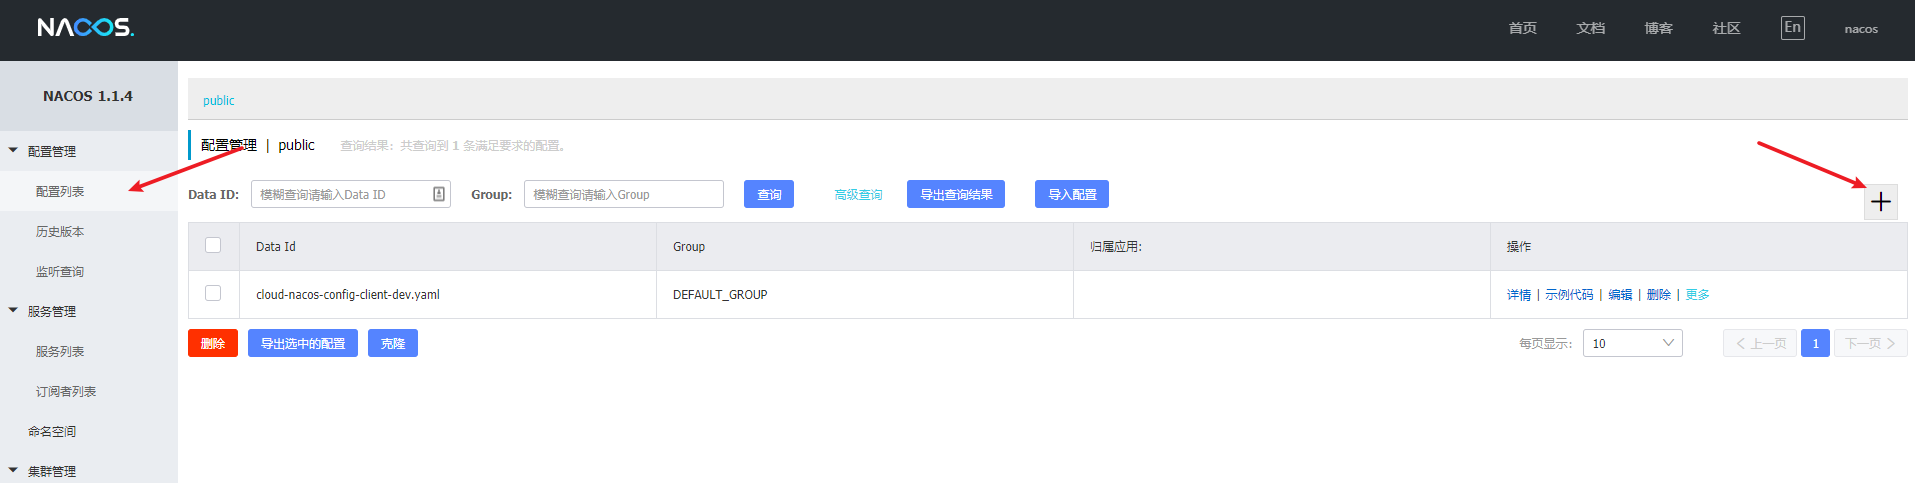 NACOS.
首页 文档 博客 社区 En nacos
NACOS 1.1.4
配置管理
配置列表
历史版本
监听查询
服务管理
服务列表
订阅者列表
命名空间
集群管理
public
配置管理 | public 查询结果：共查询到 1 条满足要求的配置。
Data ID: 模糊查询请输入Data ID Group: 模糊查询请输入Group 查询 高级查询 导出查询结果 导入配置
Data Id Group 归属应用: 操作
cloud-nacos-config-client-dev.yaml DEFAULT_GROUP 详情 | 示例代码 | 编辑 | 删除 | 更多
删除 导出选中的配置 克隆 每页显示: 10 上一页 1 下一页